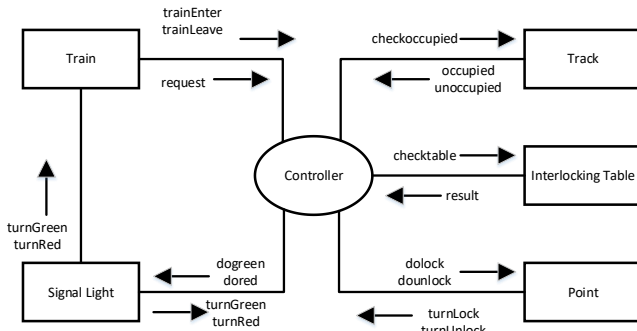 trainEnter
trainLeave
Train
request
checkoccupied
Track
occupied
unoccupied
Controller
checktable
Interlocking Table
result
turnGreen
turnRed
Signal Light
dogreen
dored
turnGreen
turnRed
dolock
dounlock
Point
turnLock
turnUnlock